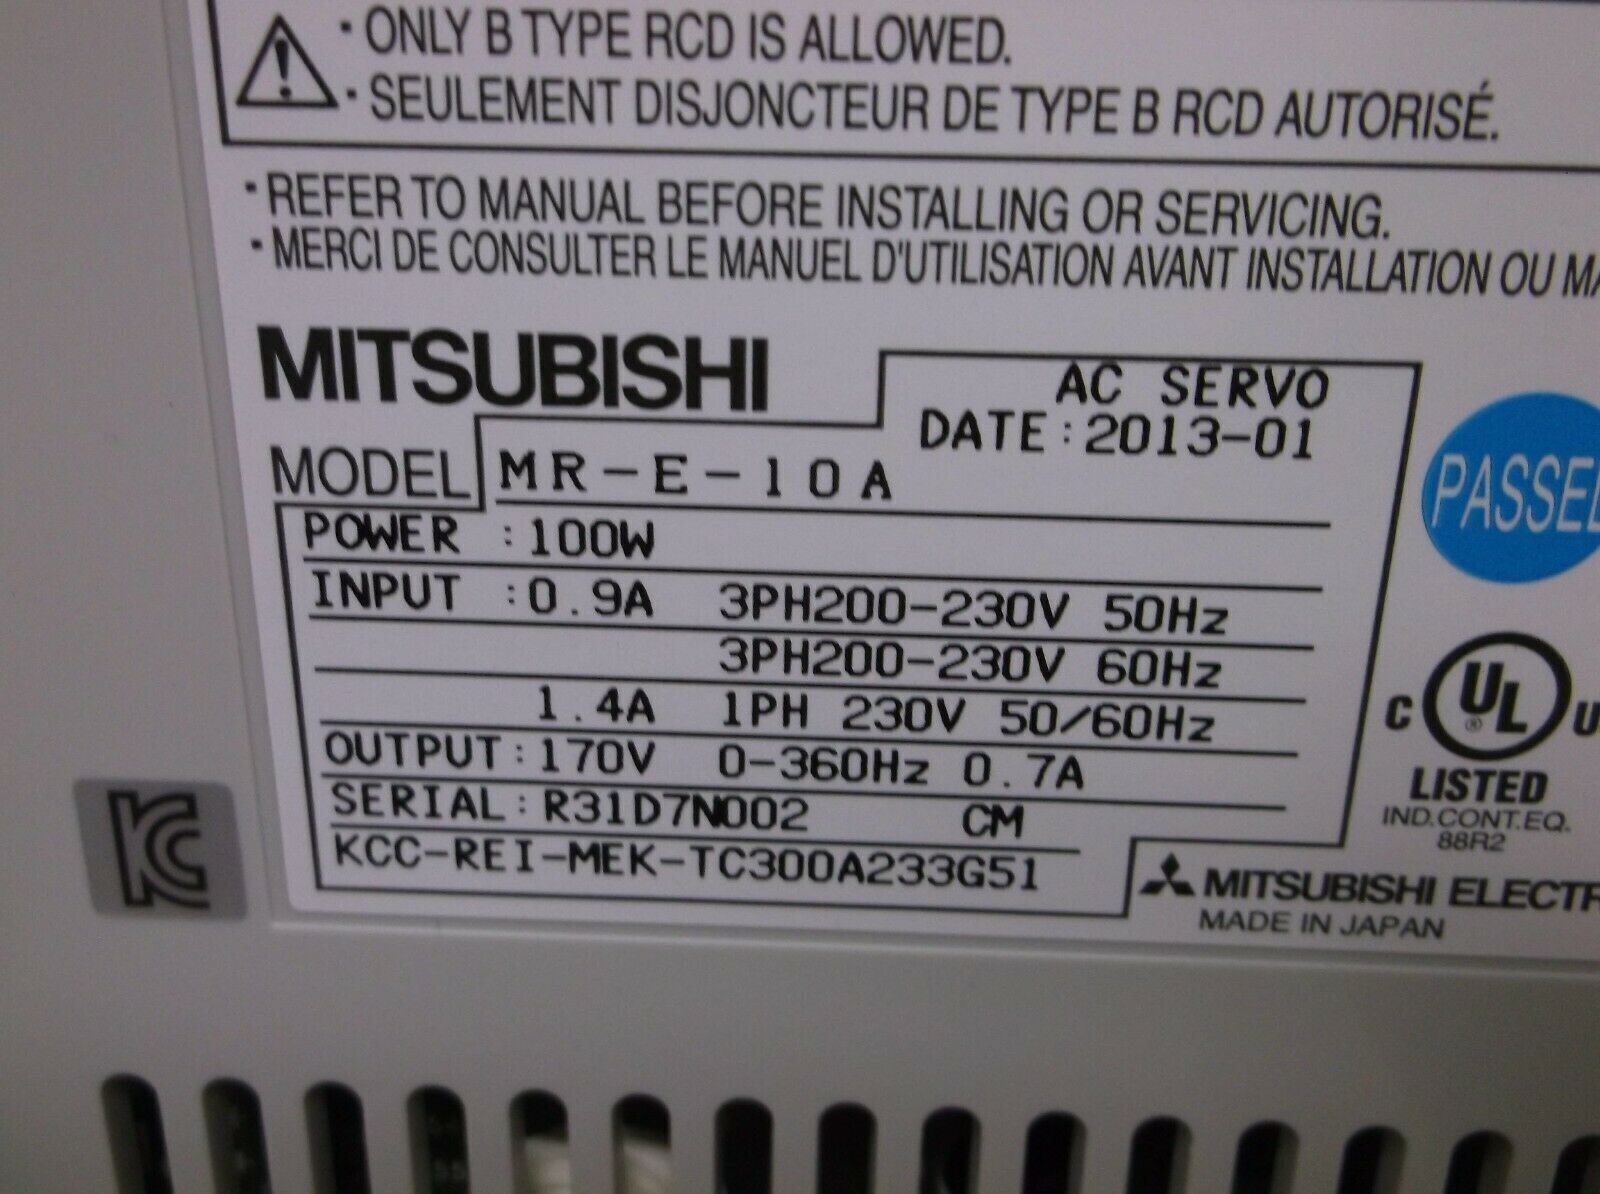 · ONLY B TYPE RCD IS ALLOWED.
· SEULEMENT DISJONCTEUR DE TYPE B RCD AUTORISÉ.
· REFER TO MANUAL BEFORE INSTALLING OR SERVICING.
· MERCI DE CONSULTER LE MANUEL D'UTILISATION AVANT INSTALLATION OU
MITSUBISHI
AC SERVO
DATE:2013-01
MODEL MR-E-10A
POWER :100W
INPUT :0.9A 3PH200-230V 50Hz
3PH200-230V 60Hz
1.4A 1PH 230V 50/60Hz
OUTPUT:170V 0-360Hz 0.7A
SERIAL:R31D7N002 CM
KCC-REI-MEK-TC300A233G51
PASSED
C UL® U
LISTED
IND.CONT.EQ.
88R2
MITSUBISHI ELECTR
MADE IN JAPAN
KC